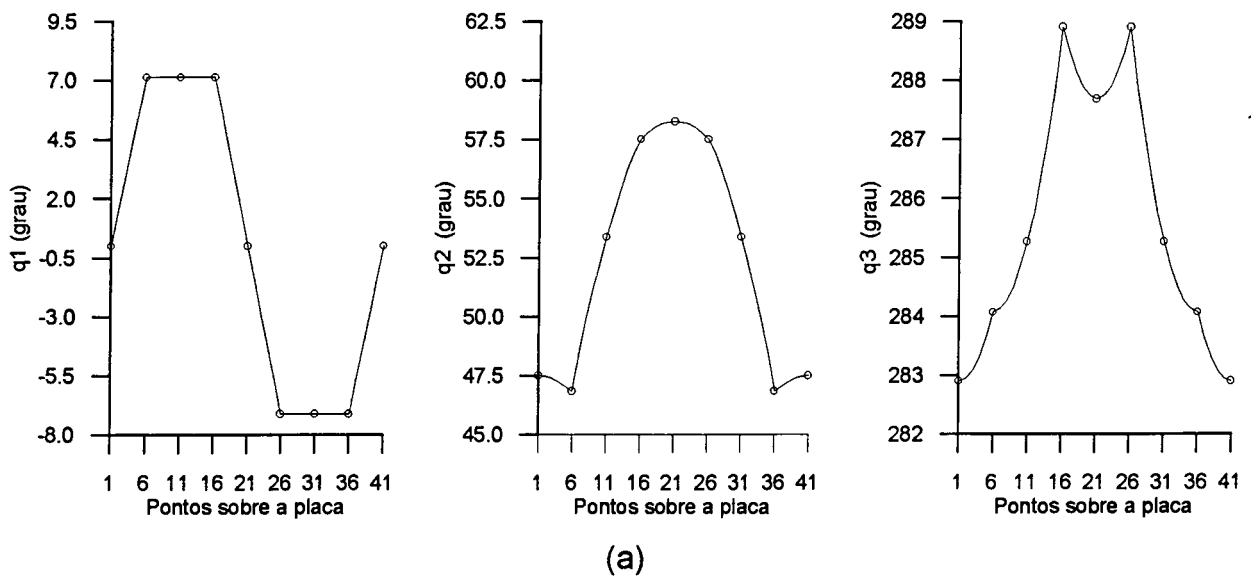 9.5
7.0
4.5
2.0
-0.5
-3.0
-5.5
-8.0
q1 (grau)
1 6 11 16 21 26 31 36 41
Pontos sobre a placa
62.5
60.0
57.5
55.0
52.5
50.0
47.5
45.0
q2 (grau)
1 6 11 16 21 26 31 36 41
Pontos sobre a placa
289
288
287
286
285
284
283
282
q3 (grau)
1 6 11 16 21 26 31 36 41
Pontos sobre a placa
(a)